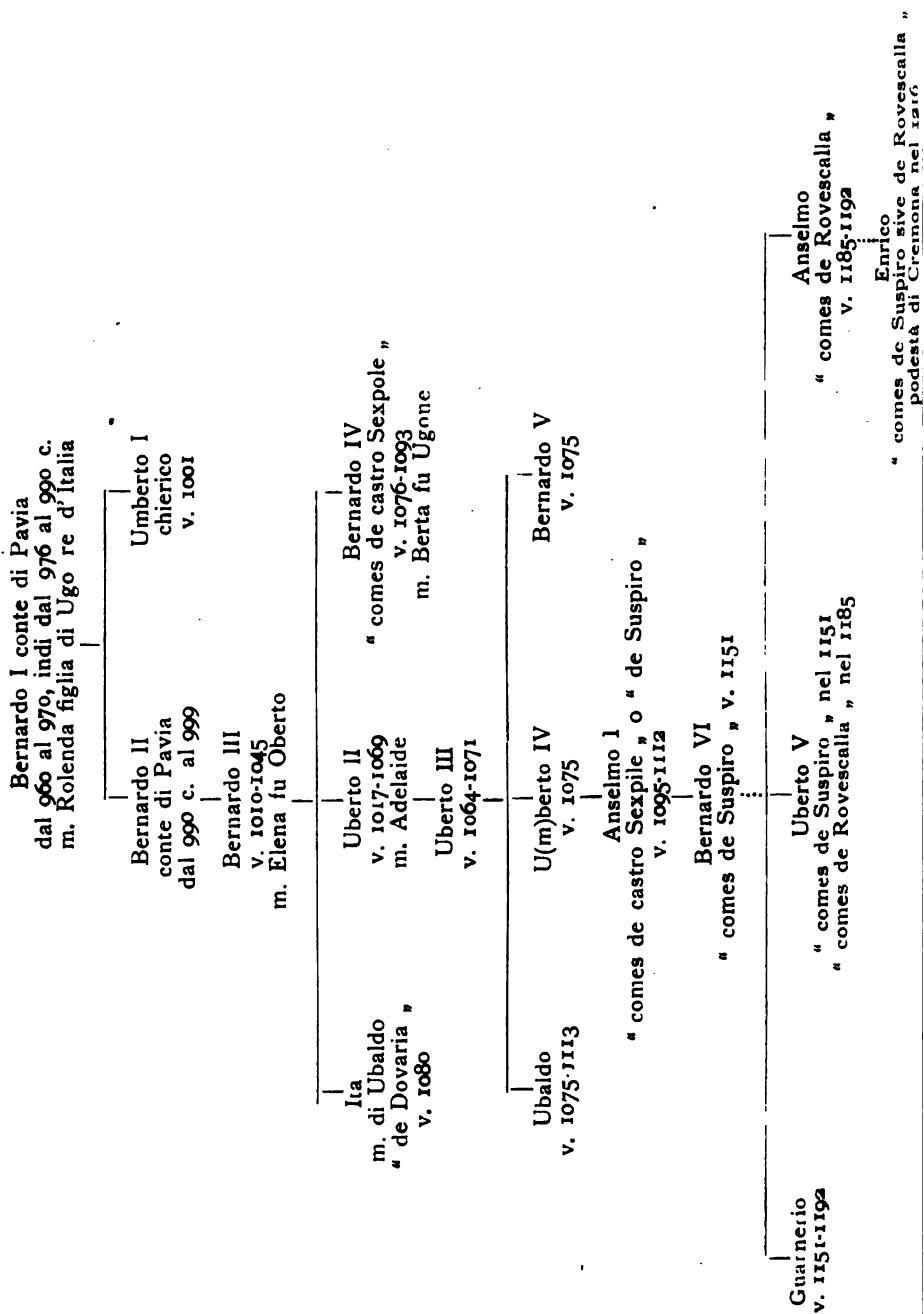 Bernardo I conte di Pavia
dal 960 al 970, indi dal 976 al 990 c.
m. Rolenda figlia di Ugo re d'Italia
Bernardo II
conte di Pavia
dal 990 c. al 999
Umberto I
chierico
v. 1001
Bernardo III
v. 1010-1045
m. Elena fu Oberto
Ita
m. di Ubaldo
“ de Dovaria „
v. 1080
Uberto II
v. 1017-1069
m. Adelaide
Bernardo IV
“ comes de castro Sexpole „
v. 1076-1093
m. Berta fu Ugone
Uberto III
v. 1064-1071
Ubaldo
v. 1075-1113
U(m)berto IV
v. 1075
Bernardo V
v. 1075
Anselmo I
“ comes de castro Sexpile „ o “ de Suspiro „
v. 1095-1112
Bernardo VI
“ comes de Suspiro „ v. 1151
Guarnerio
v. 1151-1192
Uberto V
“ comes de Suspiro „ nel 1151
“ comes de Rovescalla „ nel 1185
Anselmo
“ comes de Rovescalla „
v. 1185-1192
Enrico
“ comes de Suspiro sive de Rovescalla „
podestà di Cremona nel 1216